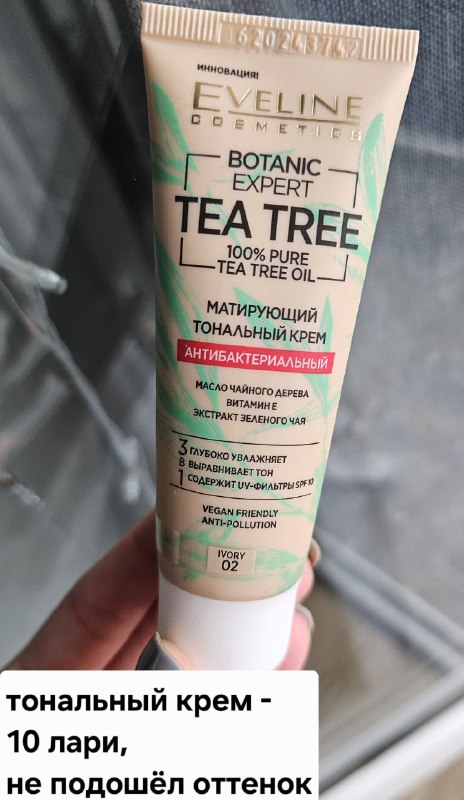 620243742
ИННОВАЦИЯ!
EVELINE
COSMETICS
BOTANIC
EXPERT
TEA TREE
100% PURE
TEA TREE OIL
МАТИРУЮЩИЙ
ТОНАЛЬНЫЙ КРЕМ
АНТИБАКТЕРИАЛЬНЫЙ
МАСЛО ЧАЙНОГО ДЕРЕВА
ВИТАМИН Е
ЭКСТРАКТ ЗЕЛЕНОГО ЧАЯ
3 ГЛУБОКО УВЛАЖНЯЕТ
В ВЫРАВНИВАЕТ ТОН
1 СОДЕРЖИТ UV-ФИЛЬТРЫ SPF 10
VEGAN FRIENDLY
ANTI-POLLUTION
IVORY
02
тональный крем -
10 лари,
не подошёл оттенок